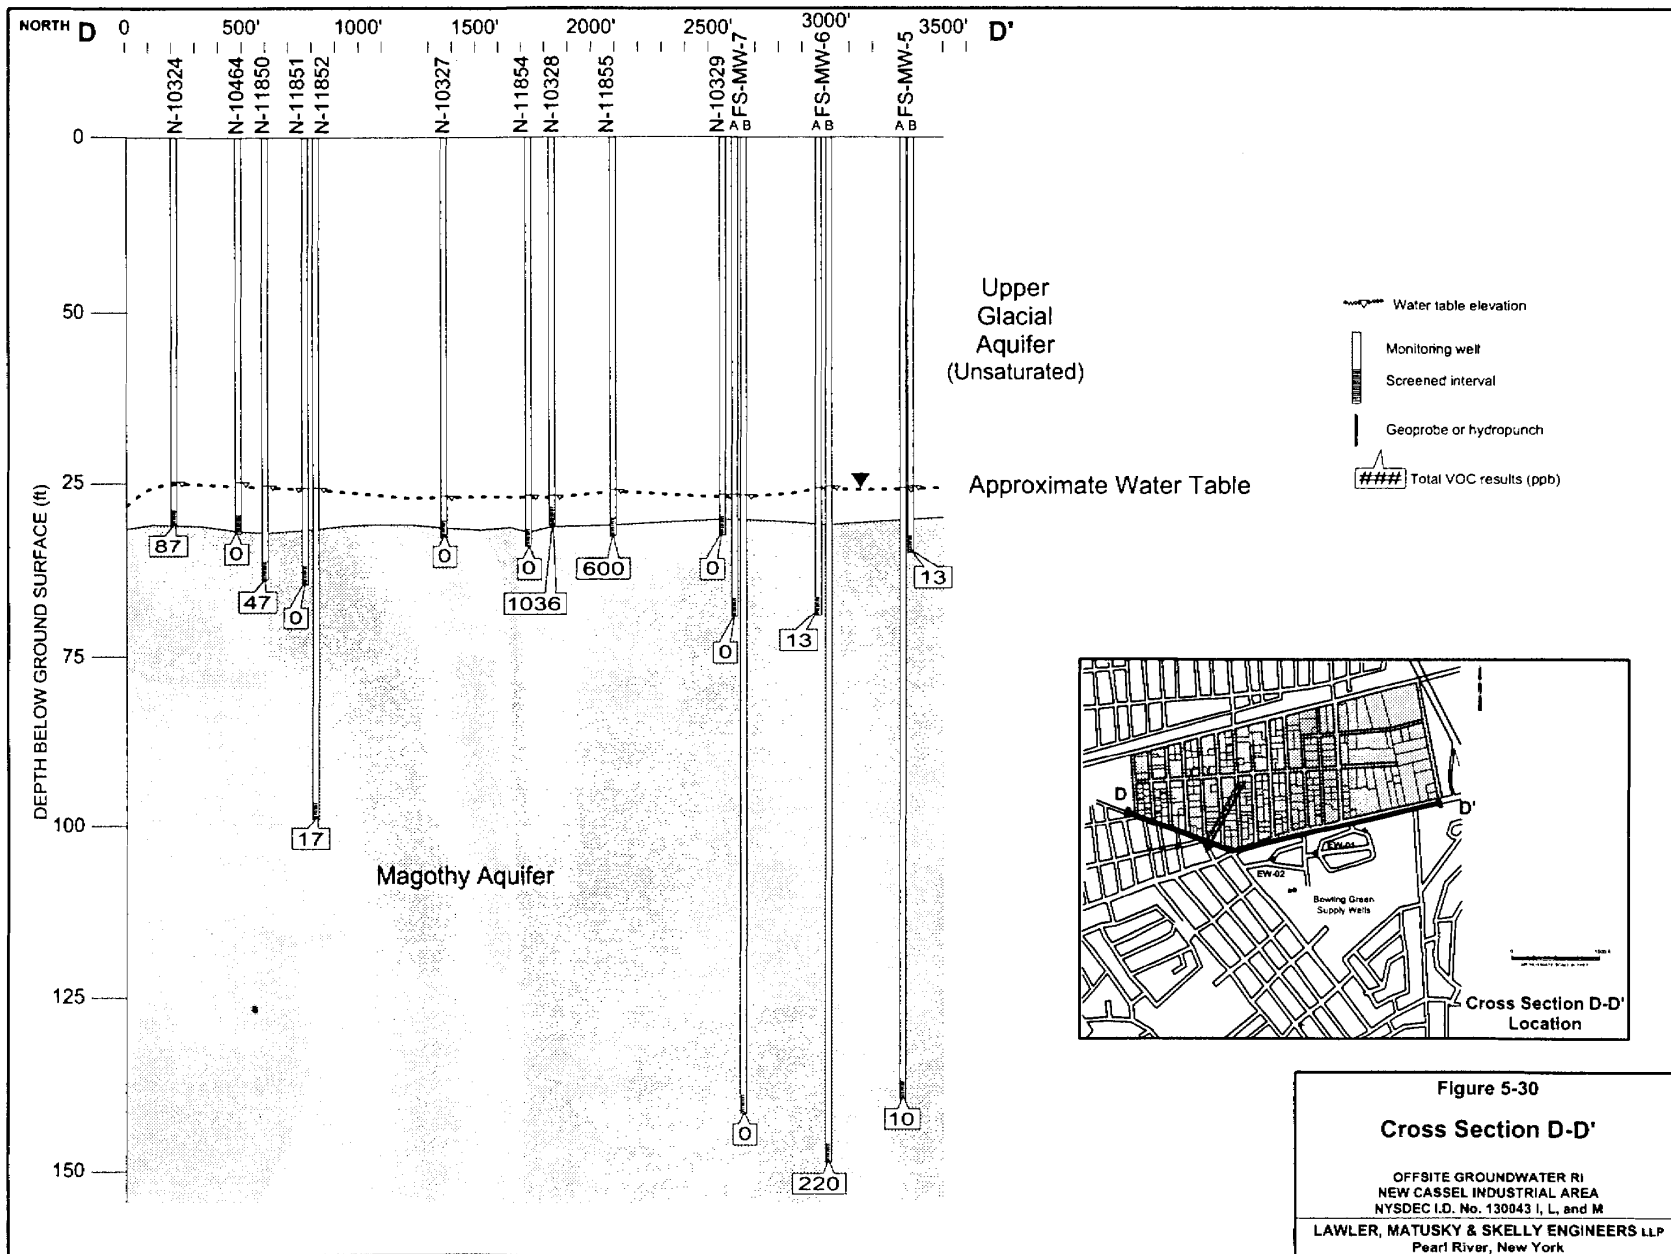 NORTH D 0 500' 1000' 1500' 2000' 2500' 3000' 3500' D'
N-10324
N-10464
N-11850
N-11851
N-11852
N-10327
N-11854
N-10328
N-11855
N-10329
FS-MW-7
A B
FS-MW-6
A B
FS-MW-5
A B
DEPTH BELOW GROUND SURFACE (ft)
0
50
25
75
100
125
150
Upper
Glacial
Aquifer
(Unsaturated)
Approximate Water Table
Magothy Aquifer
87
0
47
0
17
0
0
1036
600
0
0
0
13
220
13
10
Water table elevation
Monitoring well
Screened interval
Geoprobe or hydropunch
### Total VOC results (ppb)
D
D'
EW-01
EW-02
Bowling Green
Supply Wells
Cross Section D-D'
Location
Figure 5-30
Cross Section D-D'
OFFSITE GROUNDWATER RI
NEW CASSEL INDUSTRIAL AREA
NYSDEC I.D. No. 130043 I, L, and M
LAWLER, MATUSKY & SKELLY ENGINEERS LLP
Pearl River, New York